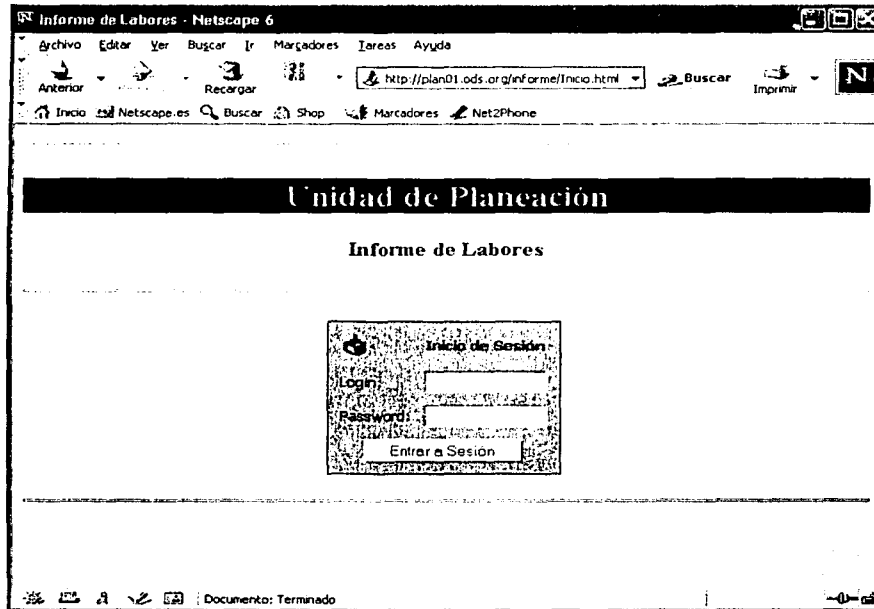 Informe de Labores - Netscape 6
Archivo Editar Ver Buscar Ir Marcadores Tareas Ayuda
Anterior Recargar http://plan01.ods.org/informe/Inicio.html Buscar Imprimir N
Inicio Netscape.es Buscar Shop Marcadores Net2Phone
Unidad de Planeación
Informe de Labores
Inicio de Sesión
Login:
Password:
Entrar a Sesión
Documento: Terminado